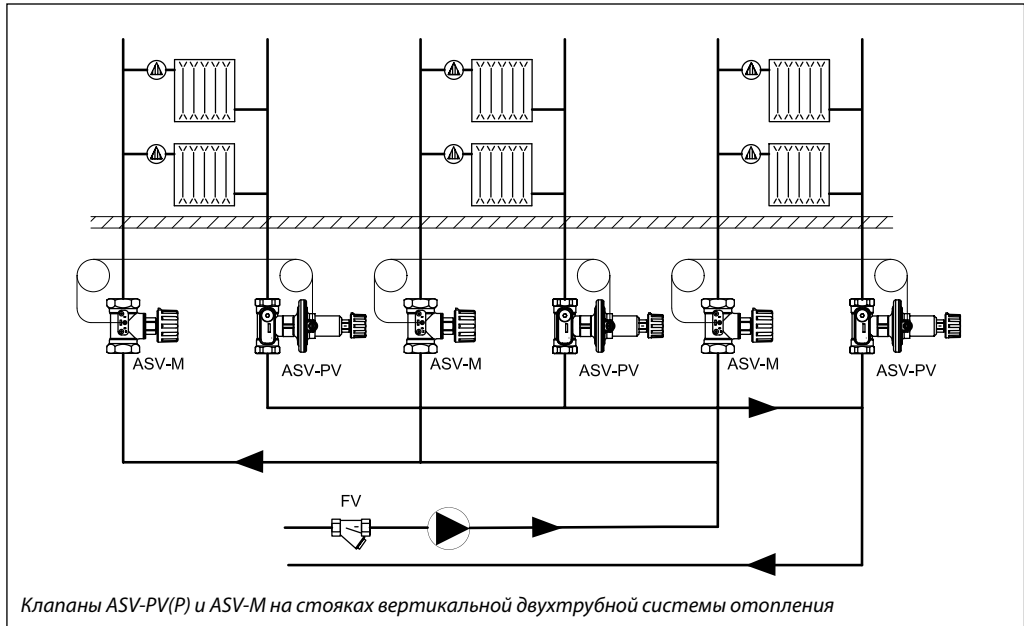 ASV-M
ASV-PV
ASV-M
ASV-PV
ASV-M
ASV-PV
FV
Клапаны ASV-PV(P) и ASV-M на стояках вертикальной двухтрубной системы отопления